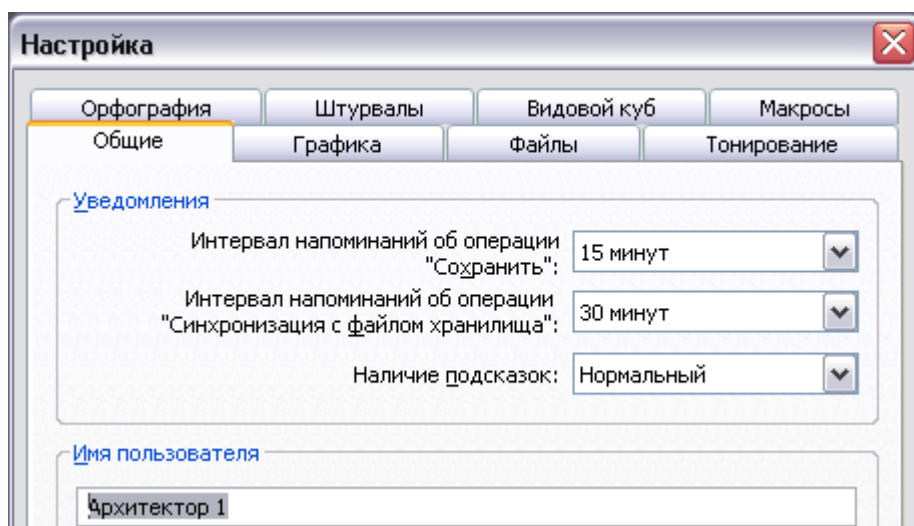 Настройка
Орфография Штурвалы Видовой куб Макросы
Общие Графика Файлы Тонирование
Уведомления
Интервал напоминаний об операции
"Сохранить": 15 минут
Интервал напоминаний об операции
"Синхронизация с файлом хранилища": 30 минут
Наличие подсказок: Нормальный
Имя пользователя
Архитектор 1